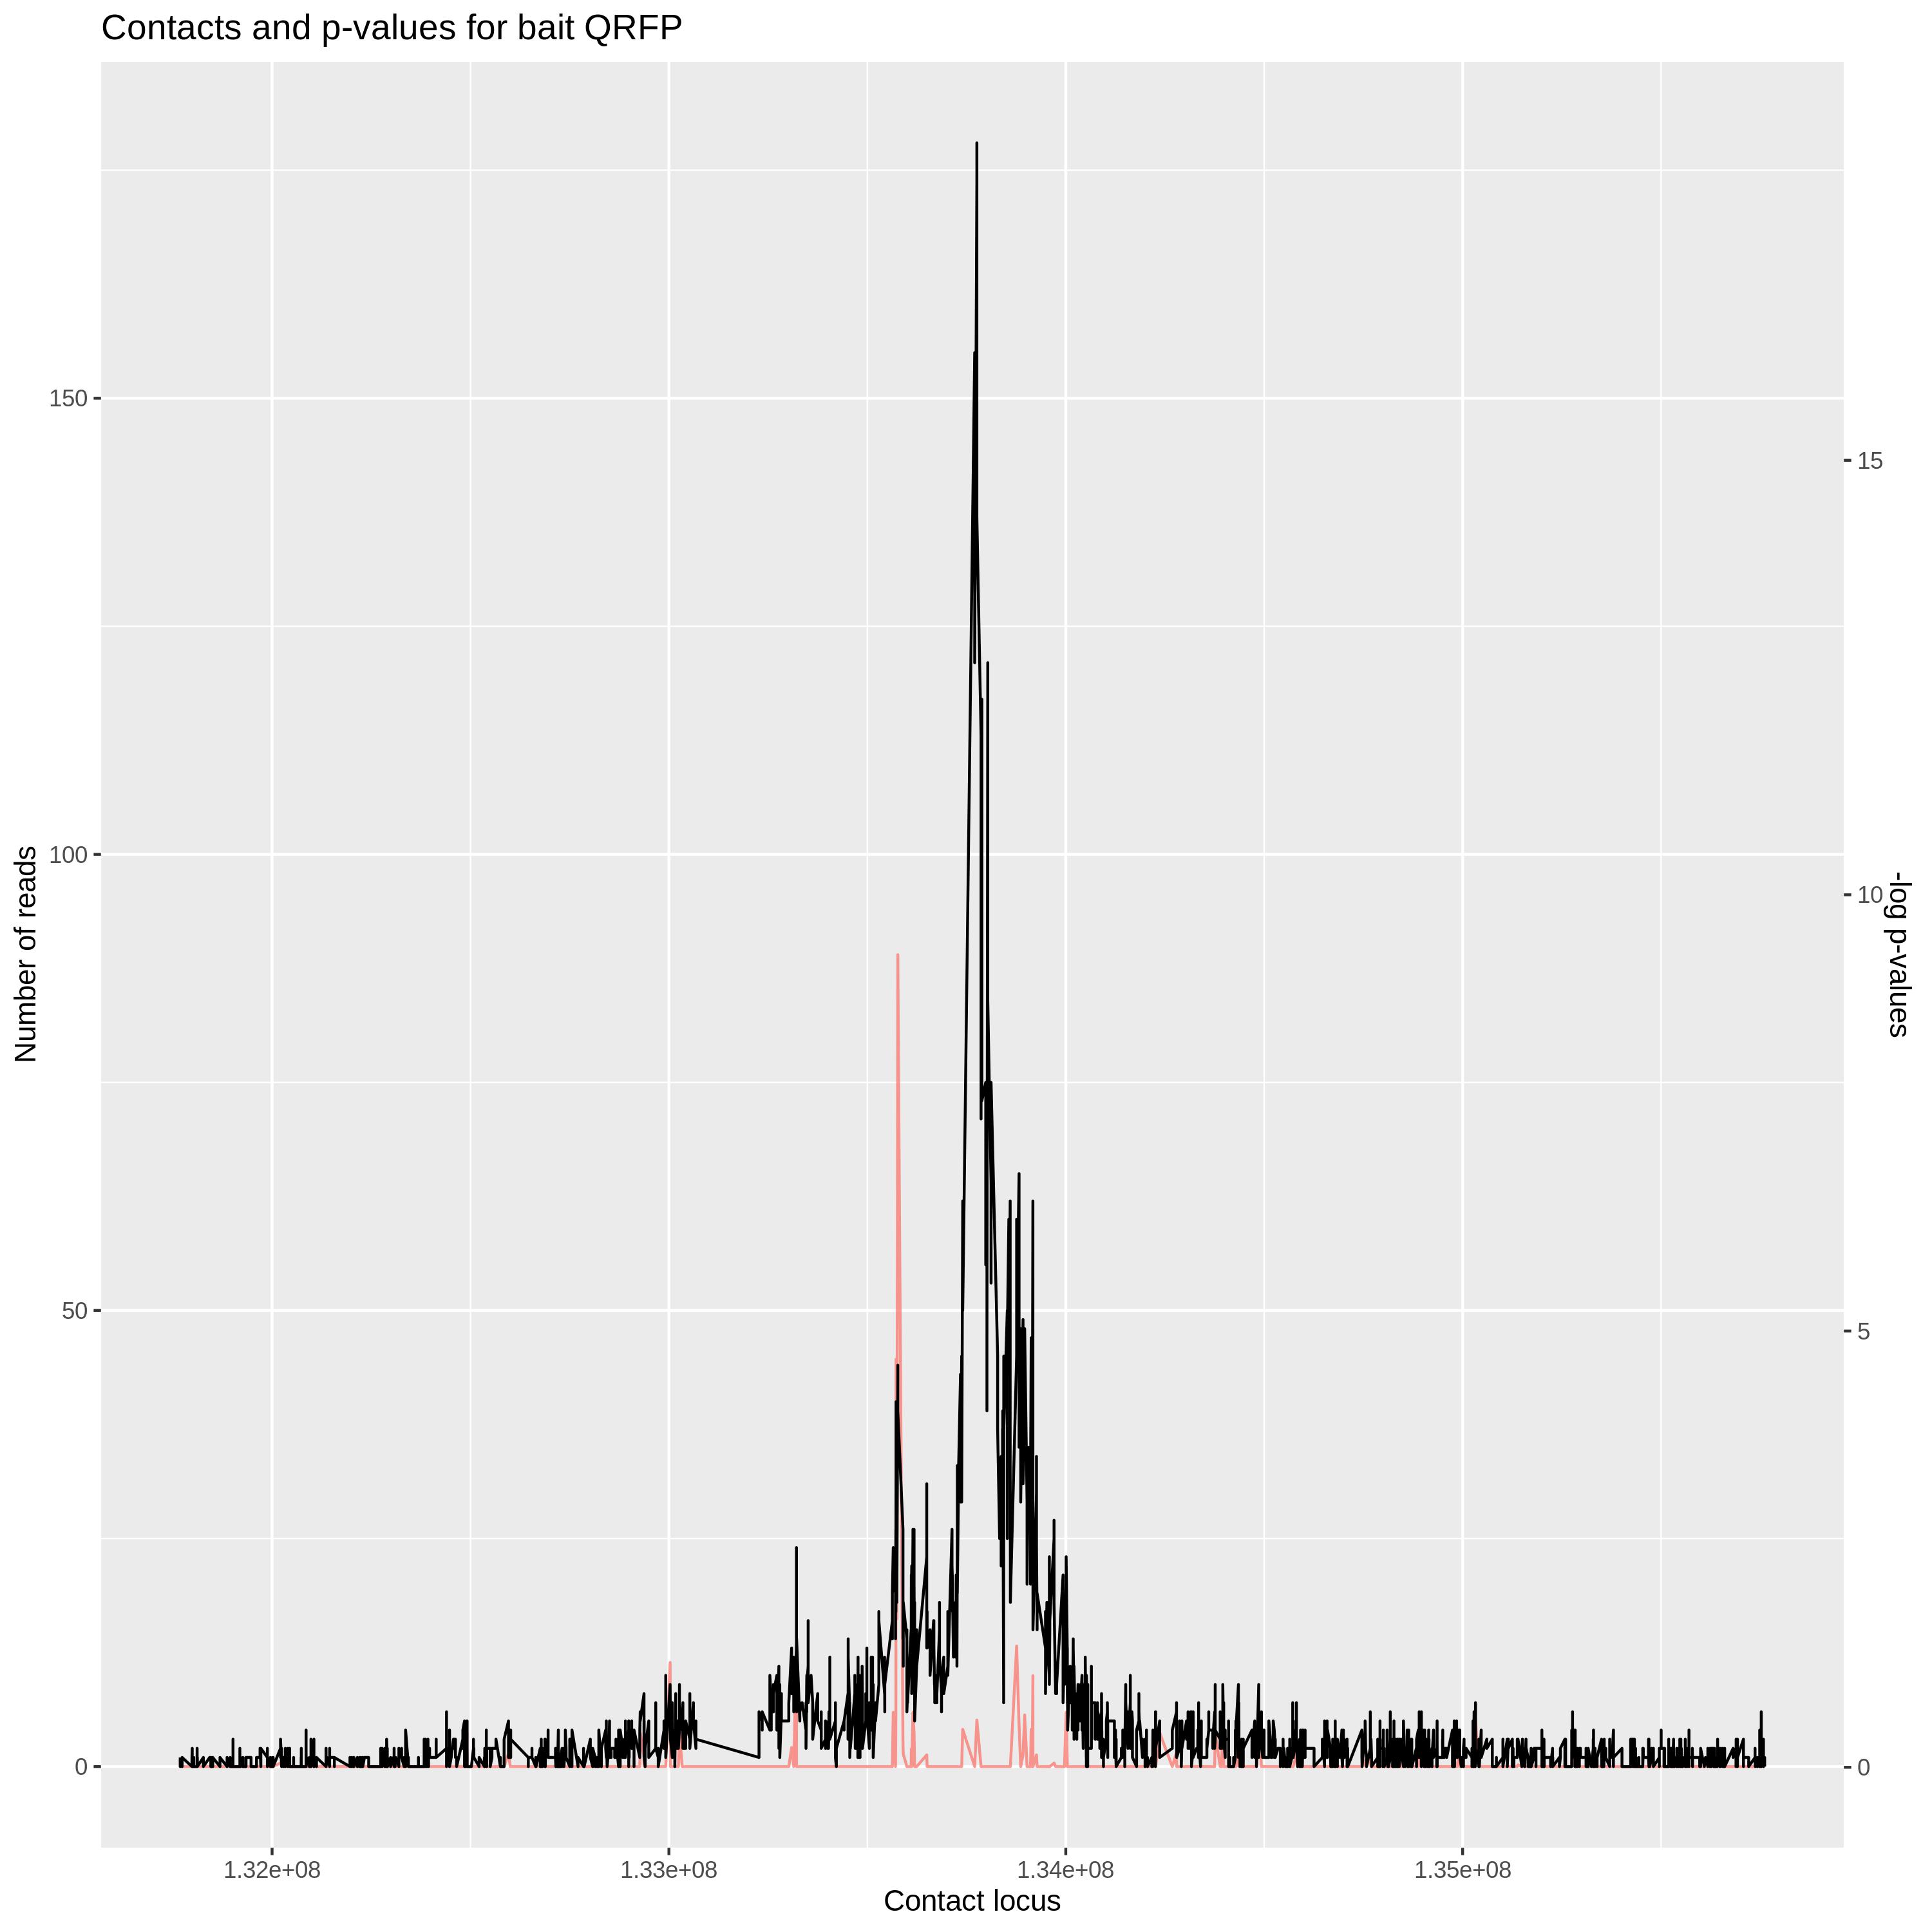 Contacts and p-values for bait QRFP
150
100
50
0
Number of reads
15
10
5
0
-log p-values
1.32e+08
1.33e+08
1.34e+08
1.35e+08
Contact locus